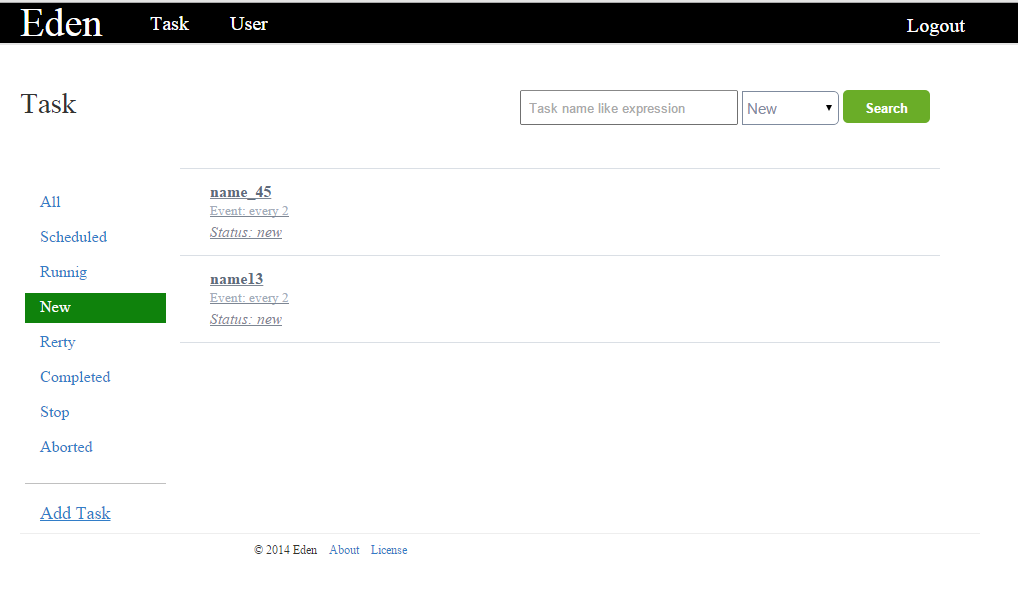 Eden Task User Logout
Task
Task name like expression New Search
All
Scheduled
Runnig
New
Rerty
Completed
Stop
Aborted
Add Task
name_45
Event: every 2
Status: new
name13
Event: every 2
Status: new
© 2014 Eden About License